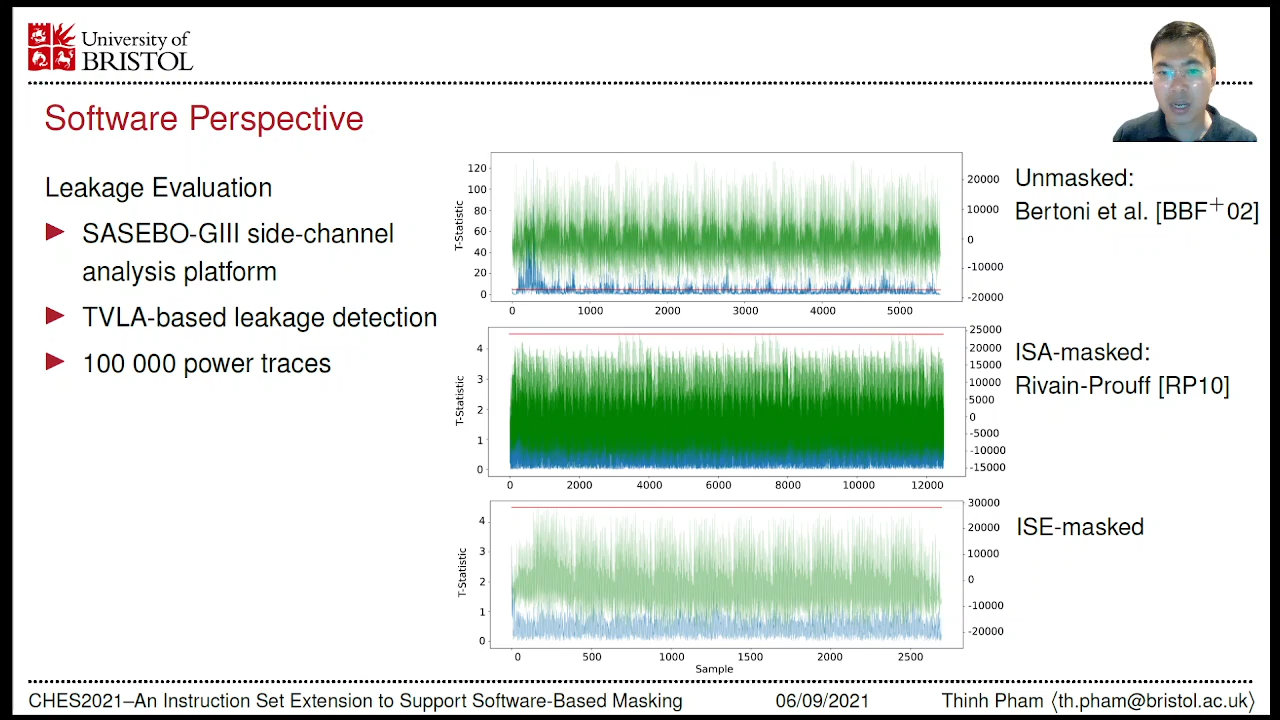 University of
BRISTOL
Software Perspective
Leakage Evaluation
SASEBO-GIII side-channel
analysis platform
TVLA-based leakage detection
100 000 power traces
120
100
80
60
40
20
0
T-Statistic
20000
10000
0
-10000
-20000
0 1000 2000 3000 4000 5000
Unmasked:
Bertoni et al. [BBF+02]
4
3
2
1
0
T-Statistic
25000
20000
15000
10000
5000
0
-5000
-10000
-15000
0 2000 4000 6000 8000 10000 12000
ISA-masked:
Rivain-Prouff [RP10]
4
3
2
1
0
T-Statistic
30000
20000
10000
0
-10000
-20000
0 500 1000 1500 2000 2500
Sample
ISE-masked
CHES2021–An Instruction Set Extension to Support Software-Based Masking 06/09/2021 Thinh Pham ⟨th.pham@bristol.ac.uk⟩